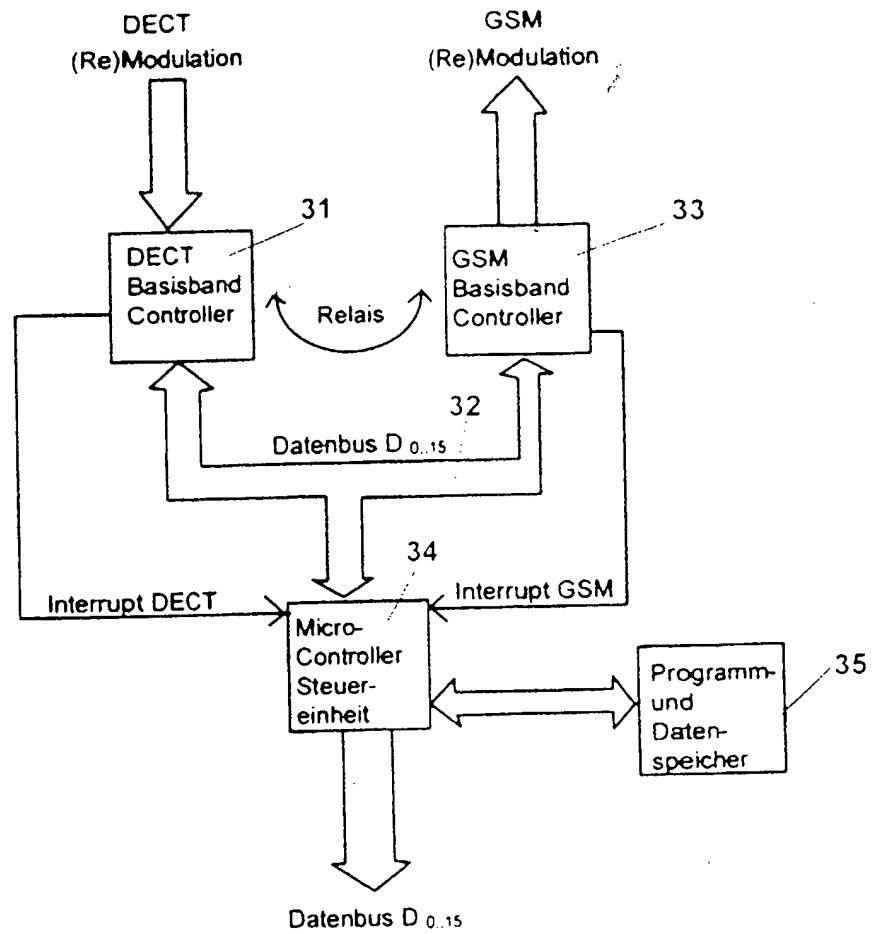 DECT
(Re)Modulation
GSM
(Re)Modulation
31
33
DECT
Basisband
Controller
Relais
GSM
Basisband
Controller
32
Datenbus D 0..15
34
Interrupt DECT
Interrupt GSM
Micro-
Controller
Steuer-
einheit
35
Programm-
und
Daten-
speicher
Datenbus D 0..15